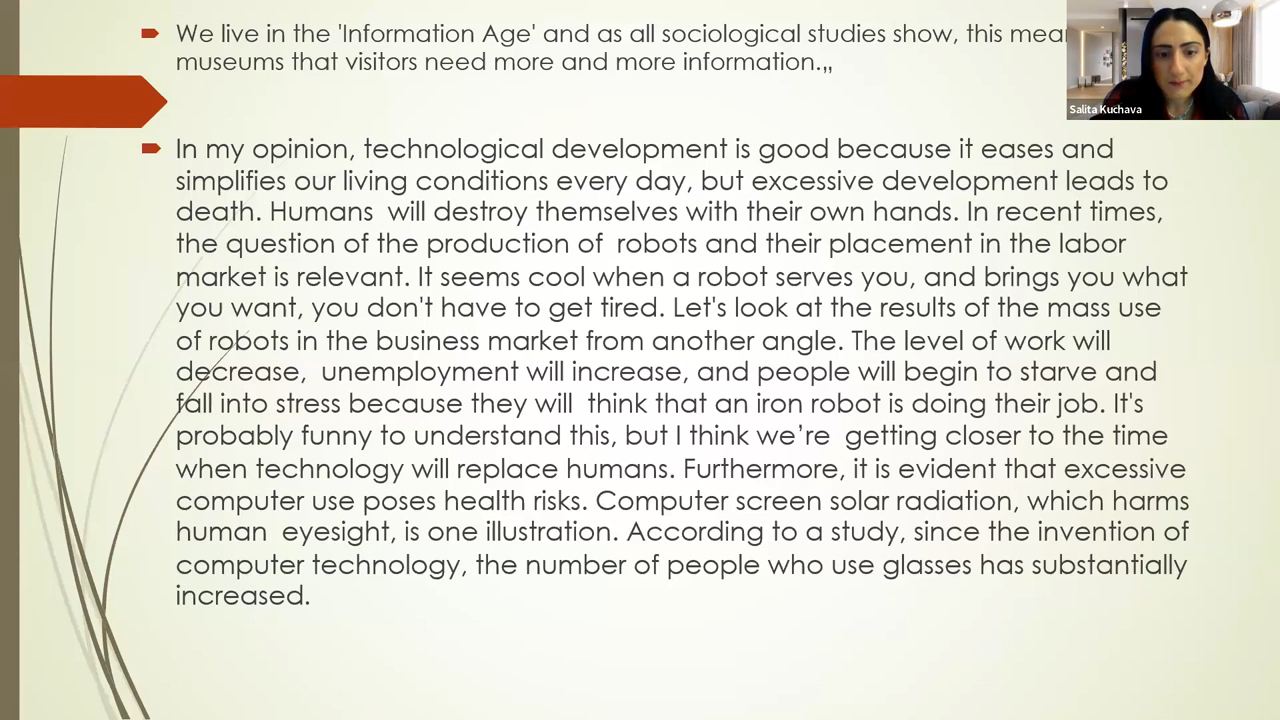 We live in the 'Information Age' and as all sociological studies show, this
museums that visitors need more and more information.„
Salita Kuchava
In my opinion, technological development is good because it eases and
simplifies our living conditions every day, but excessive development leads to
death. Humans  will destroy themselves with their own hands. In recent times,
the question of the production of  robots and their placement in the labor
market is relevant. It seems cool when a robot serves you, and brings you what
you want, you don't have to get tired. Let's look at the results of the mass use
of robots in the business market from another angle. The level of work will
decrease,  unemployment will increase, and people will begin to starve and
fall into stress because they will  think that an iron robot is doing their job. It's
probably funny to understand this, but I think we’re  getting closer to the time
when technology will replace humans. Furthermore, it is evident that excessive
computer use poses health risks. Computer screen solar radiation, which harms
human  eyesight, is one illustration. According to a study, since the invention of
computer technology, the number of people who use glasses has substantially
increased.